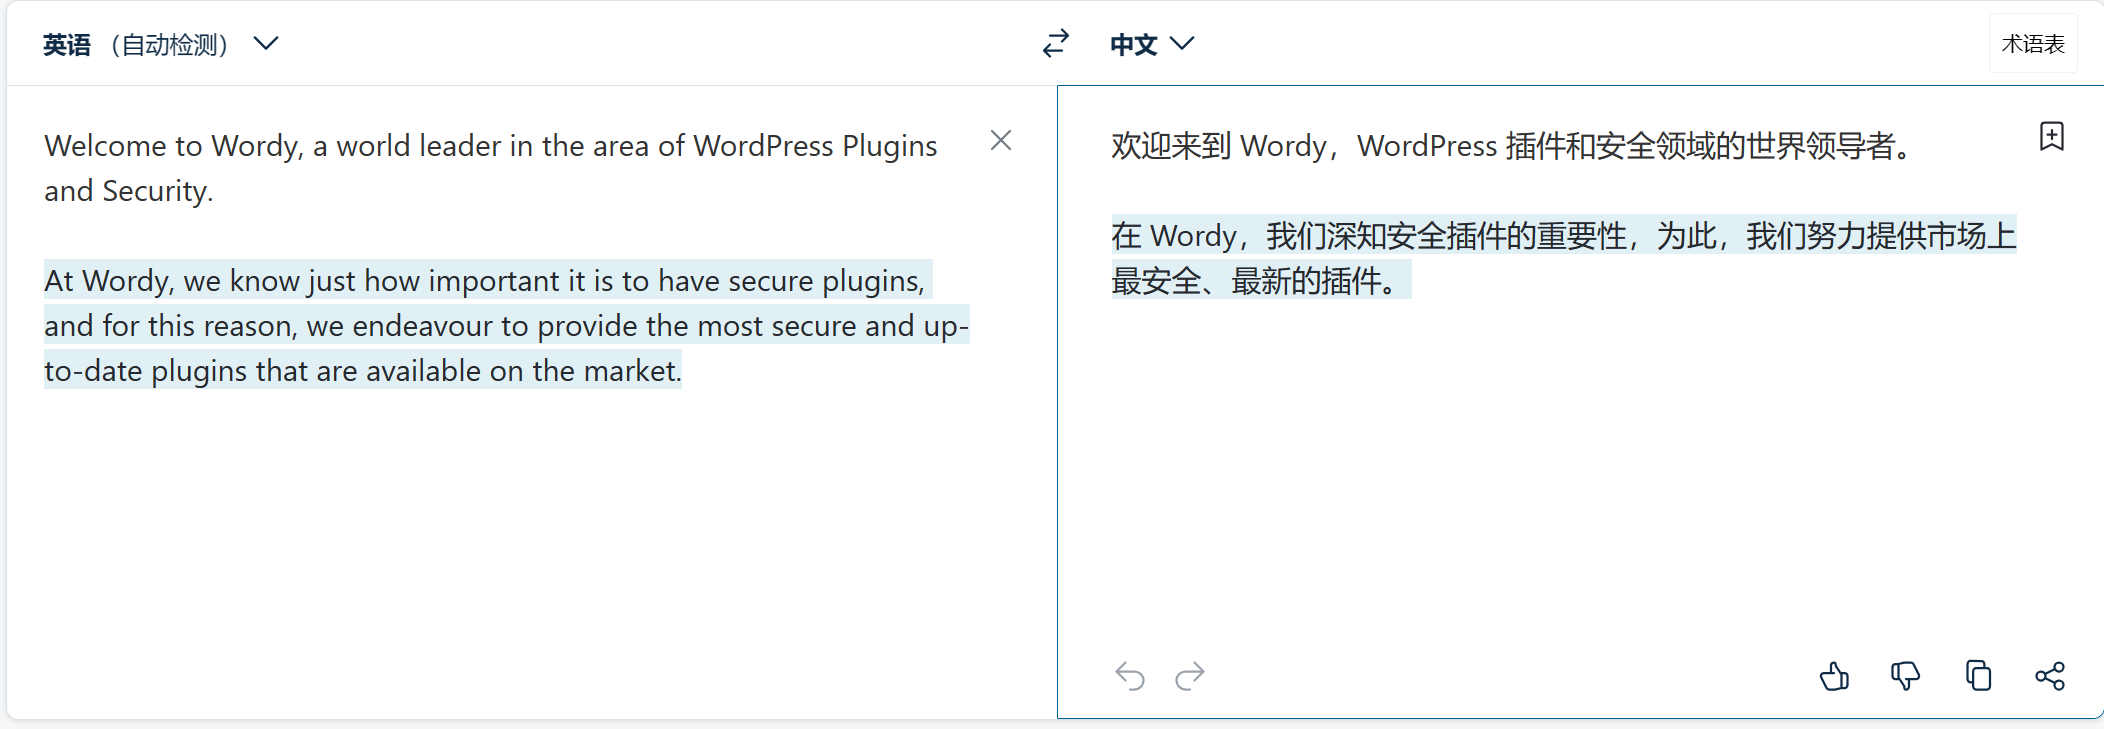 英语 （自动检测）
中文
术语表
Welcome to Wordy, a world leader in the area of WordPress Plugins
and Security.
At Wordy, we know just how important it is to have secure plugins,
and for this reason, we endeavour to provide the most secure and up-
to-date plugins that are available on the market.
欢迎来到 Wordy，WordPress 插件和安全领域的世界领导者。
在 Wordy，我们深知安全插件的重要性，为此，我们努力提供市场上
最安全、最新的插件。